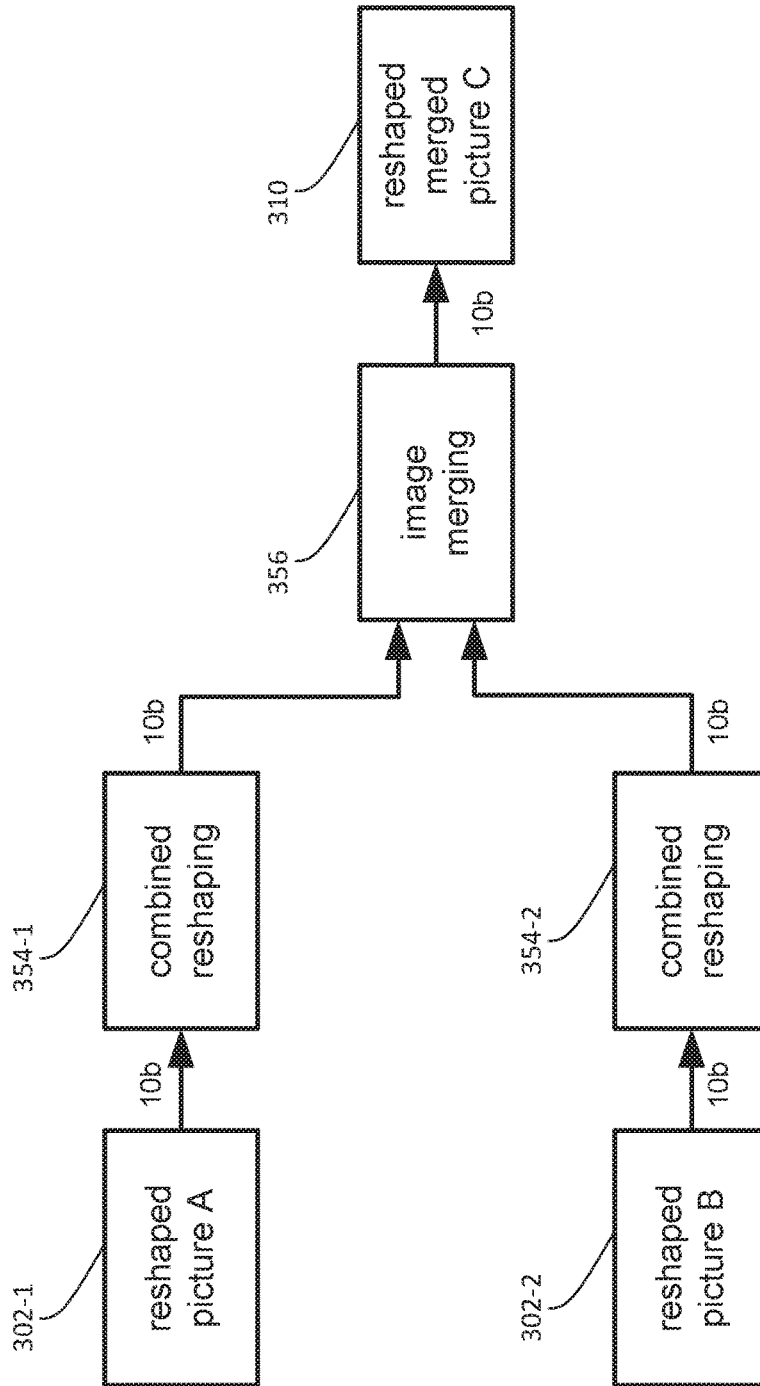 302-1
reshaped
picture A
10b
354-1
combined
reshaping
10b
302-2
reshaped
picture B
10b
354-2
combined
reshaping
10b
356
image
merging
10b
310
reshaped
merged
picture C